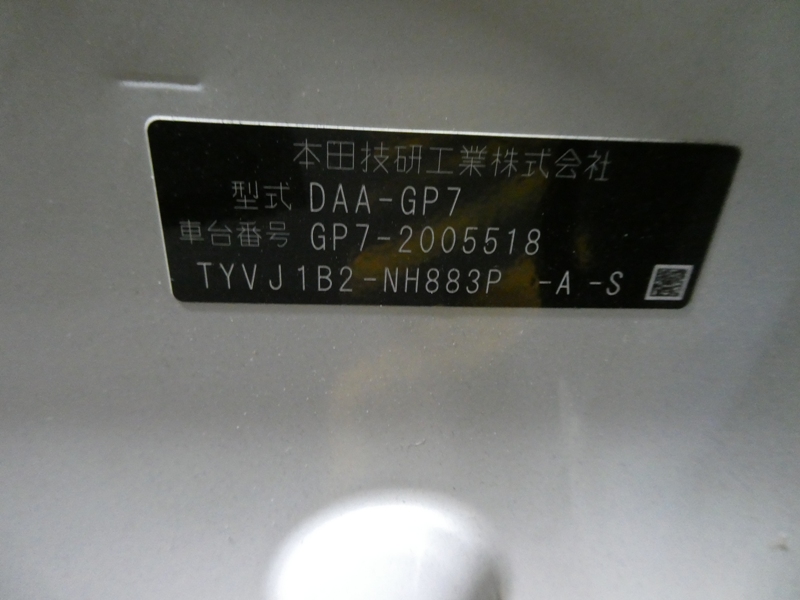 本田技研工業株式会社
型式 DAA-GP7
車台番号 GP7-2005518
TYVJ1B2-NH883P -A -S